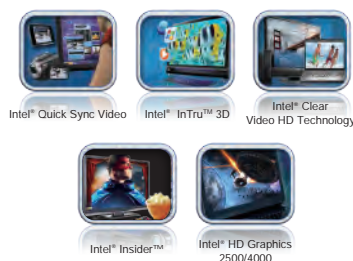 Intel® Quick Sync Video
Intel® InTru™ 3D
Intel® Clear
Video HD Technology
Intel® Insider™
Intel® HD Graphics
2500/4000